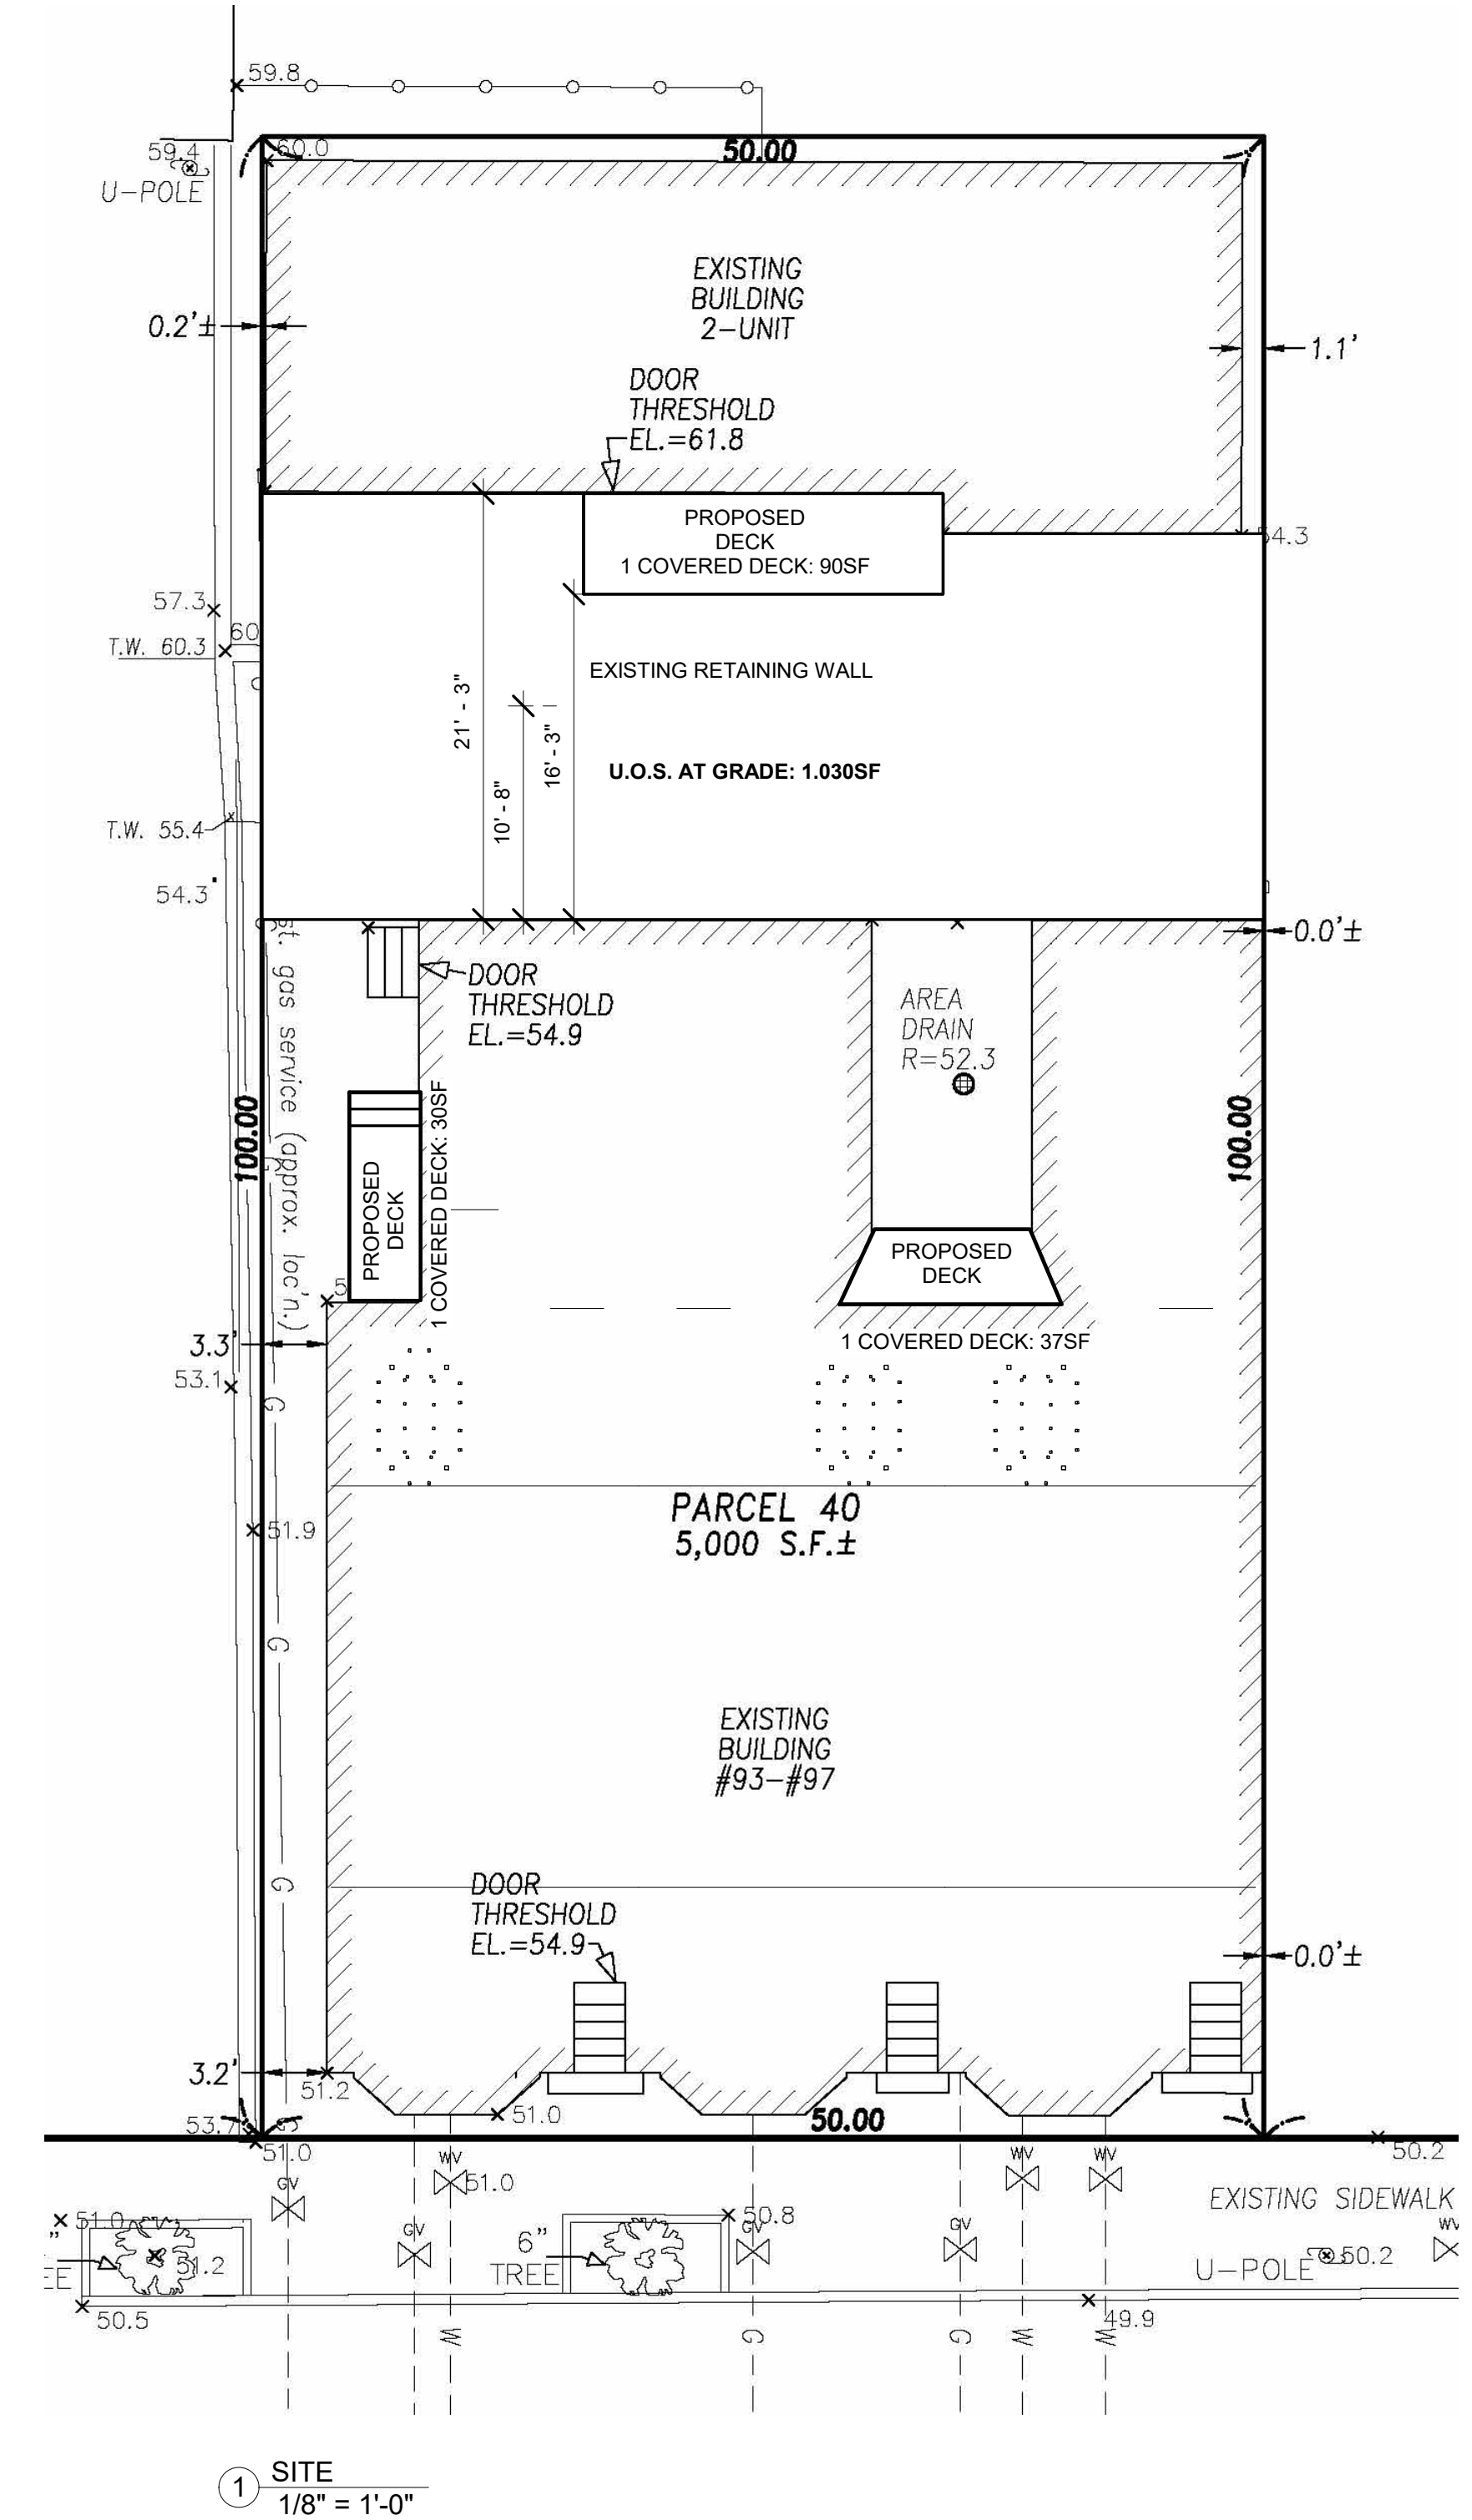 59.8
59.4
60.0
50.00
U-POLE
EXISTING
BUILDING
2-UNIT
0.2'±
1.1'
DOOR
THRESHOLD
EL.=61.8
PROPOSED
DECK
1 COVERED DECK: 90SF
54.3
57.3
60
T.W. 60.3
EXISTING RETAINING WALL
21' - 3"
10' - 8"
16' - 3"
U.O.S. AT GRADE: 1.030SF
T.W. 55.4
54.3
0.0'±
st. gas service (approx. loc'n.)
DOOR
THRESHOLD
EL.=54.9
AREA
DRAIN
R=52.3
100.00
100.00
PROPOSED
DECK
1 COVERED DECK: 30SF
PROPOSED
DECK
1 COVERED DECK: 37SF
5
3.3'
53.1
G
51.9
PARCEL 40
5,000 S.F.±
G
EXISTING
BUILDING
#93-#97
G
DOOR
THRESHOLD
EL.=54.9
0.0'±
3.2'
51.2
51.0
50.00
53.7
51.0
50.2
GV
WV
51.0
WV
WV
EXISTING SIDEWALK
51.0
"
EE
51.2
GV
6"
TREE
50.8
GV
GV
WV
U-POLE
50.2
50.5
49.9
W
G
G
W
W
1
SITE
1/8" = 1'-0"